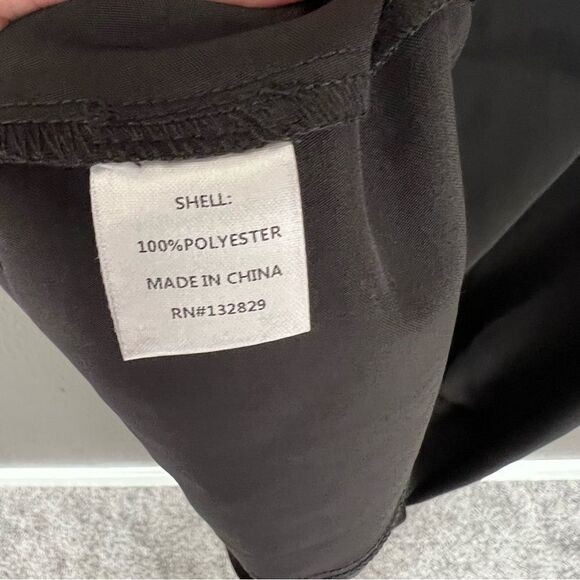 SHELL:
100%POLYESTER
MADE IN CHINA
RN#132829